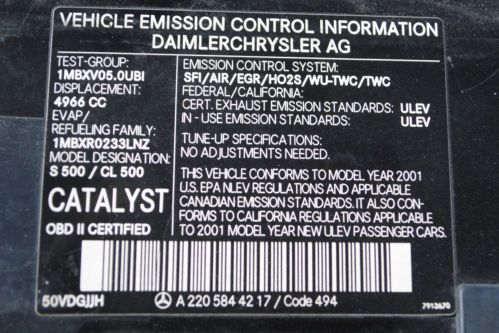 VEHICLE EMISSION CONTROL INFORMATION
DAIMLERCHRYSLER AG
TEST-GROUP:
1MBXV05.0UBI
DISPLACEMENT:
4966 CC
EVAP/
REFUELING FAMILY:
1MBXR0233LNZ
MODEL DESIGNATION:
S 500 / CL 500
CATALYST
OBD II CERTIFIED
EMISSION CONTROL SYSTEM:
SFI/AIR/EGR/HO2S/WU-TWC/TWC
FEDERAL/CALIFORNIA:
CERT. EXHAUST EMISSION STANDARDS: ULEV
IN - USE EMISSION STANDARDS: ULEV
TUNE-UP SPECIFICATIONS:
NO ADJUSTMENTS NEEDED.
THIS VEHICLE CONFORMS TO MODEL YEAR 2001
U.S. EPA NLEV REGULATIONS AND APPLICABLE
CANADIAN EMISSION STANDARDS. IT ALSO CON-
FORMS TO CALIFORNIA REGULATIONS APPLICABLE
TO 2001 MODEL YEAR NEW ULEV PASSENGER CARS.
50VDGJJH A 220 584 42 17 / Code 494 7913670